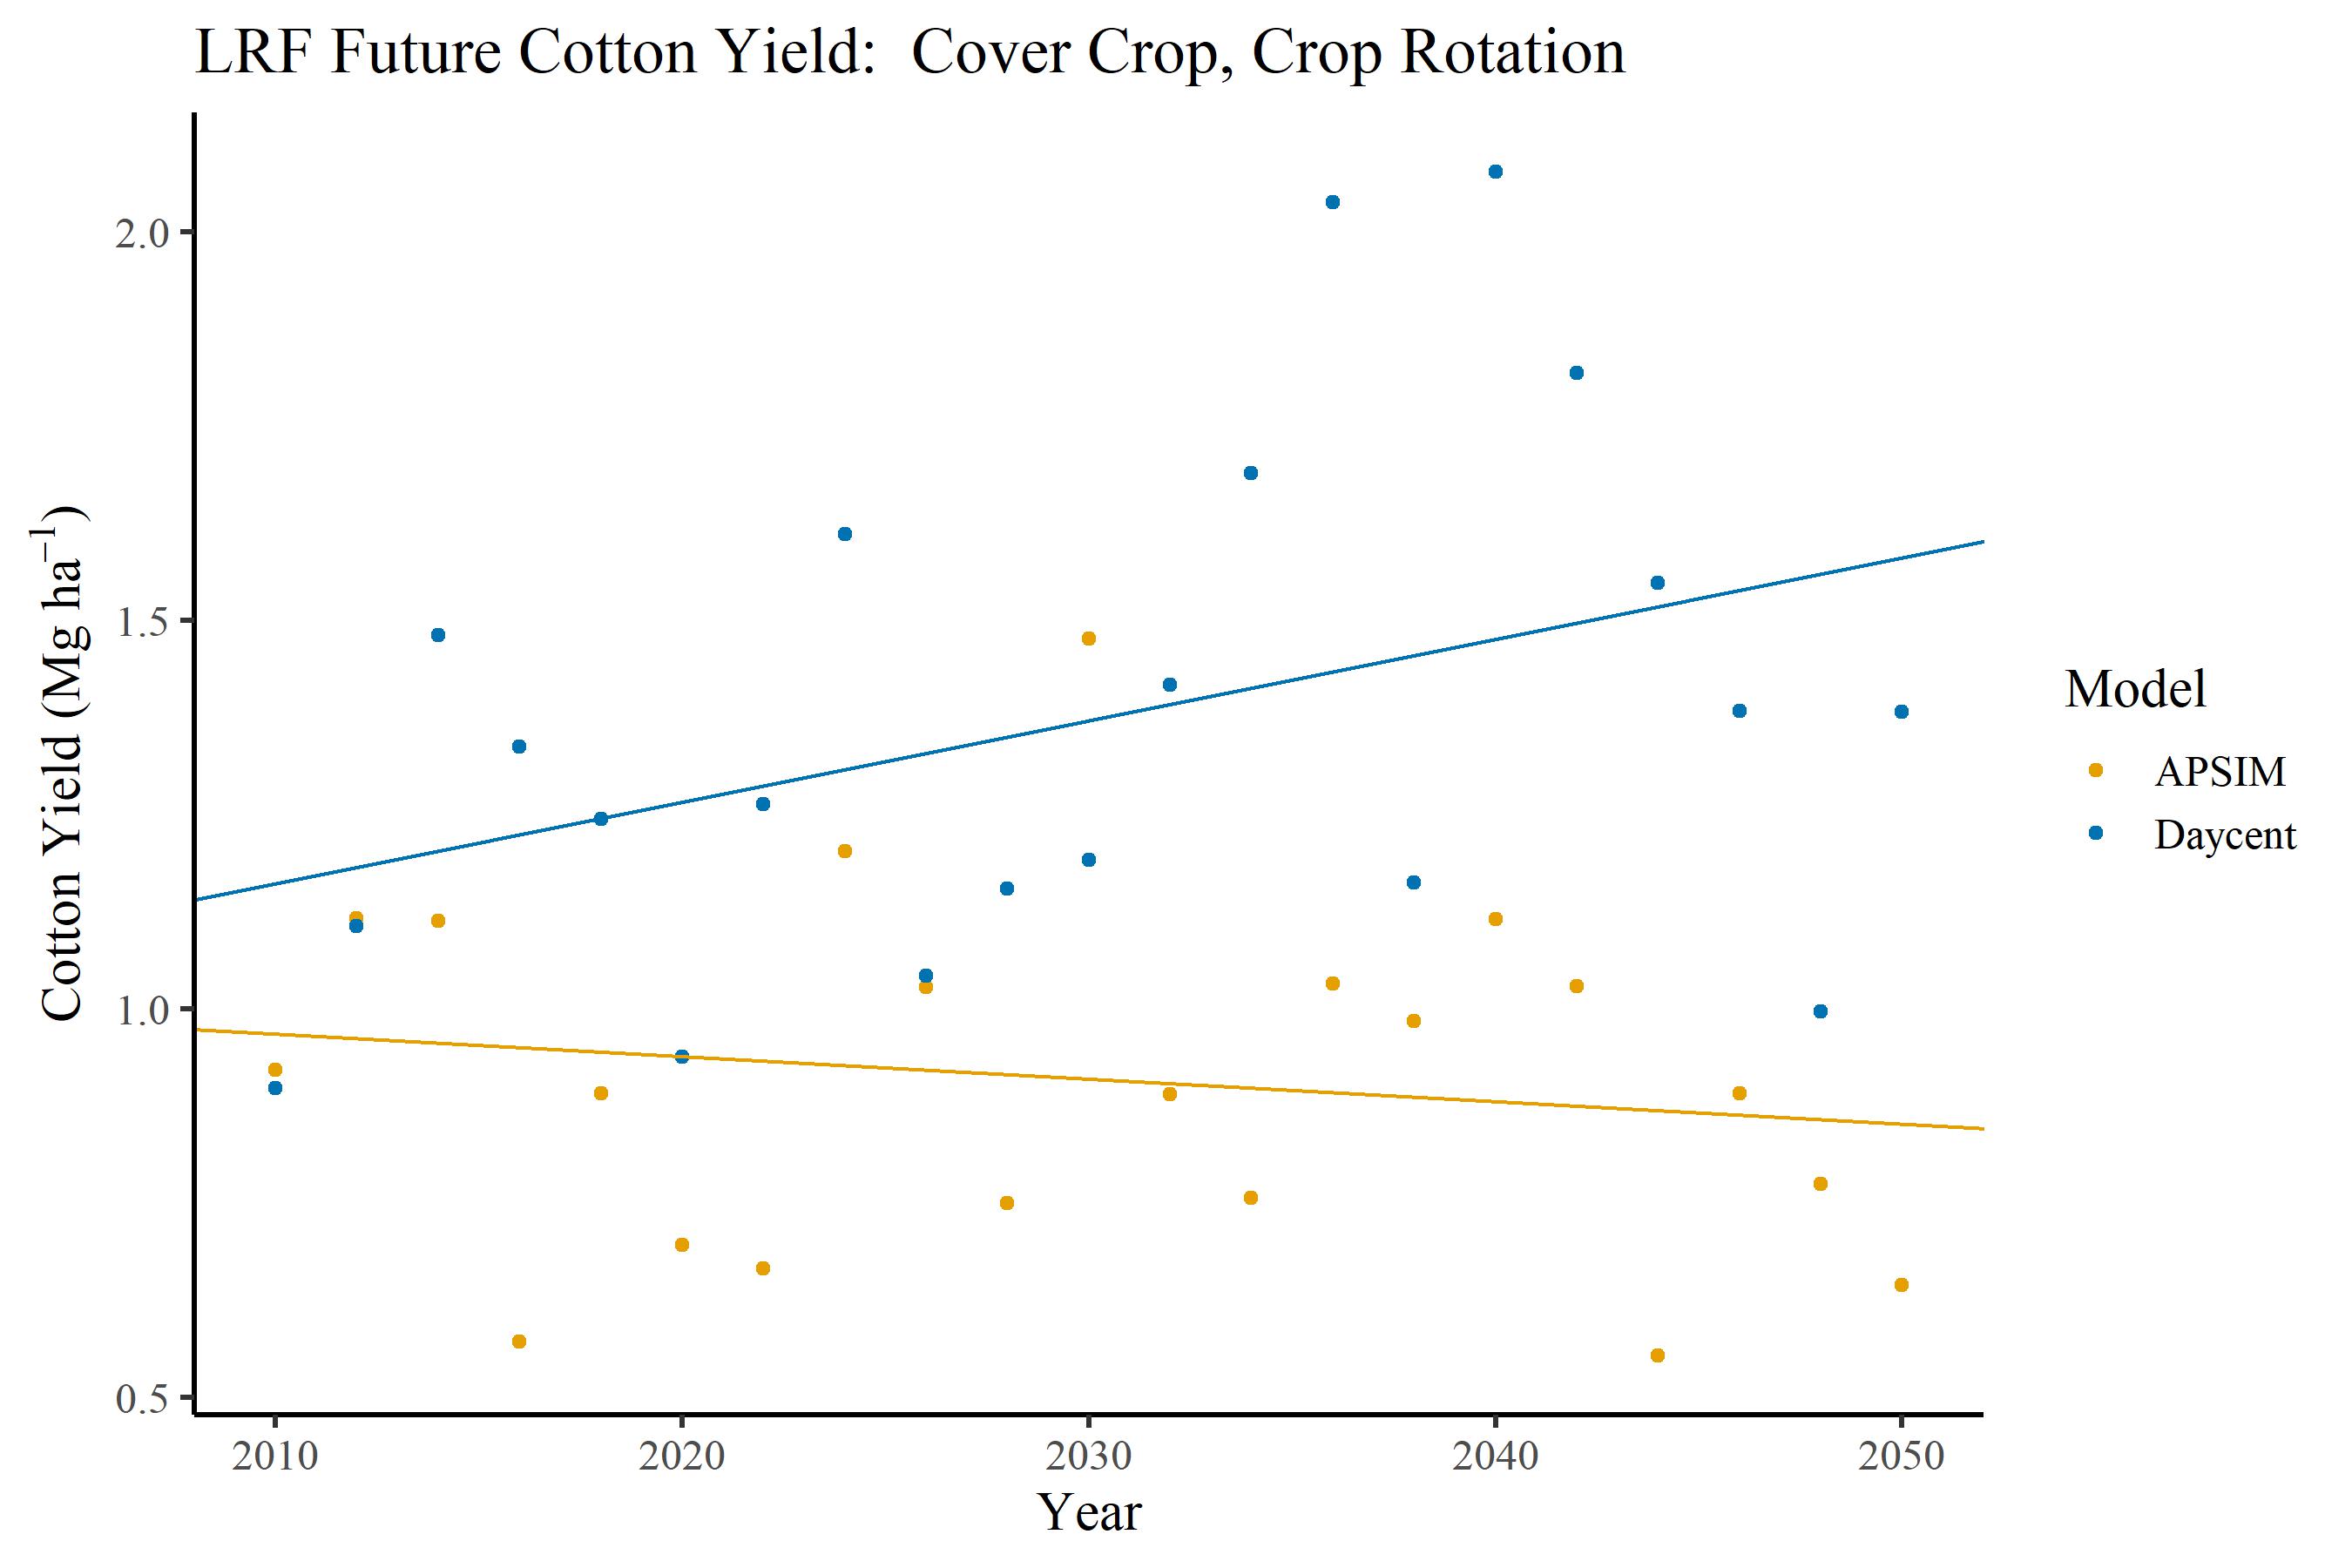 LRF Future Cotton Yield:  Cover Crop, Crop Rotation
Cotton Yield (Mg ha⁻¹)
2.0
1.5
1.0
0.5
2010 2020 2030 2040 2050
Year
Model
APSIM
Daycent